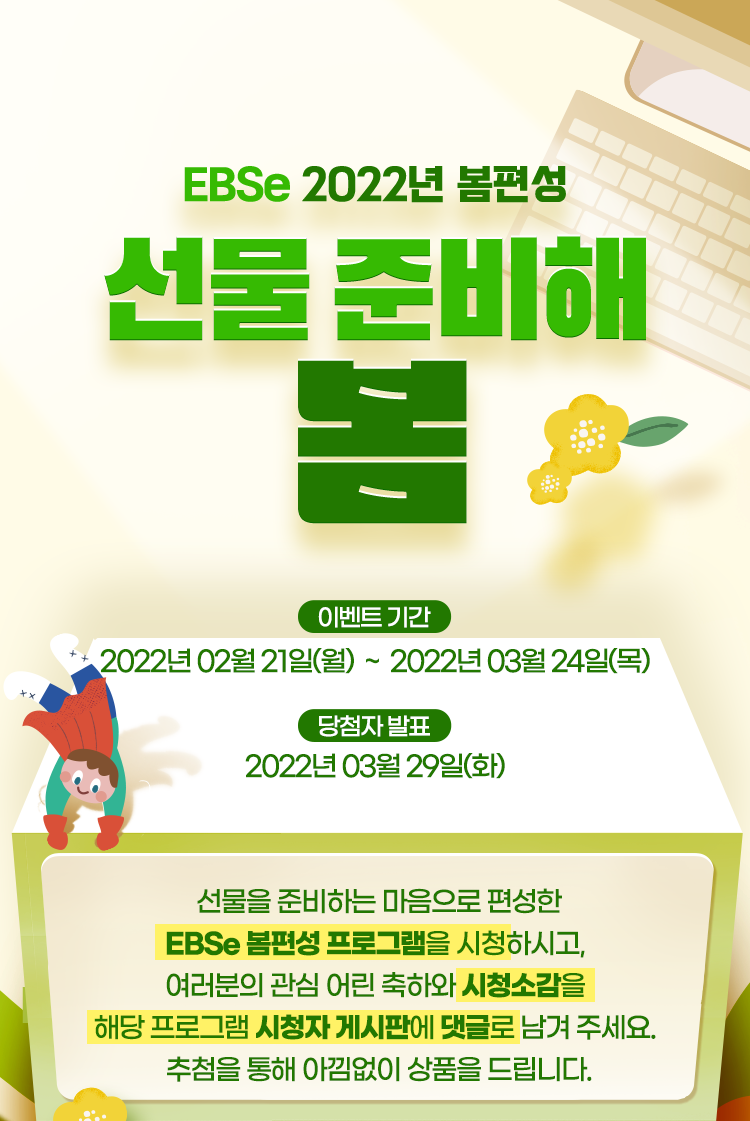 EBSe 2022년 봄편성
선물 준비해
봄
이벤트 기간
2022년 02월 21일(월) ~ 2022년 03월 24일(목)
당첨자 발표
2022년 03월 29일(화)
선물을 준비하는 마음으로 편성한
EBSe 봄편성 프로그램을 시청하시고,
여러분의 관심 어린 축하와 시청소감을
해당 프로그램 시청자 게시판에 댓글로 남겨 주세요.
추첨을 통해 아낌없이 상품을 드립니다.